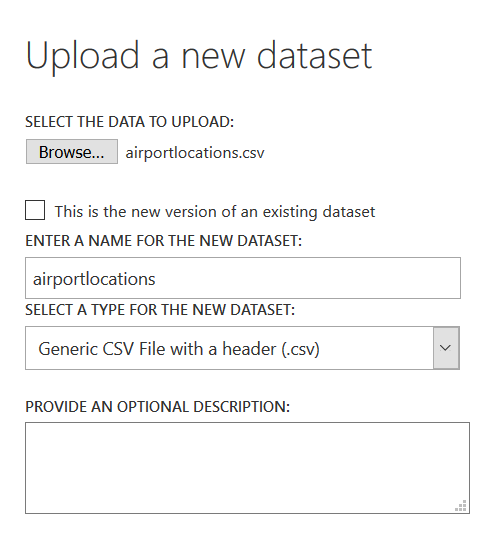 Upload a new dataset
SELECT THE DATA TO UPLOAD:
Browse... airportlocations.csv
This is the new version of an existing dataset
ENTER A NAME FOR THE NEW DATASET:
airportlocations
SELECT A TYPE FOR THE NEW DATASET:
Generic CSV File with a header (.csv)
PROVIDE AN OPTIONAL DESCRIPTION: